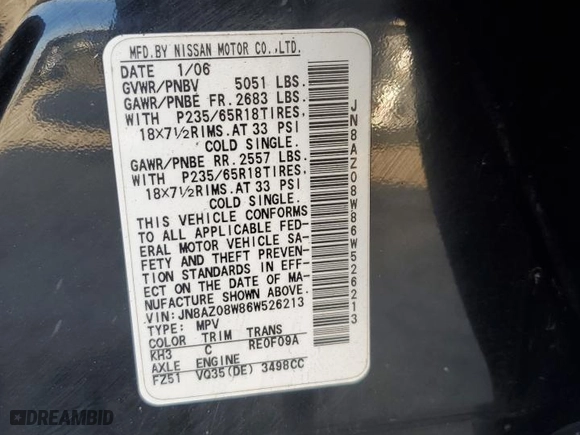 MFD.BY NISSAN MOTOR CO.,LTD.
DATE 1/06
GVWR/PNBV 5051 LBS.
GAWR/PNBE FR.2683 LBS.
WITH P235/65R18TIRES,
18X7½RIMS.AT 33 PSI
COLD SINGLE.
GAWR/PNBE RR.2557 LBS.
WITH P235/65R18TIRES,
18X7½RIMS.AT 33 PSI
COLD SINGLE.
THIS VEHICLE CONFORMS
TO ALL APPLICABLE FED-
ERAL MOTOR VEHICLE SA-
FETY AND THEFT PREVEN-
TION STANDARDS IN EFF-
ECT ON THE DATE OF MA-
NUFACTURE SHOWN ABOVE.
VIN:JN8AZ08W86W526213
TYPE: MPV
COLOR TRIM TRANS
KH3 C RE0F09A
AXLE ENGINE
FZ51 VQ35(DE) 3498CC
JN8AZ08W86W526213
DREAMBID